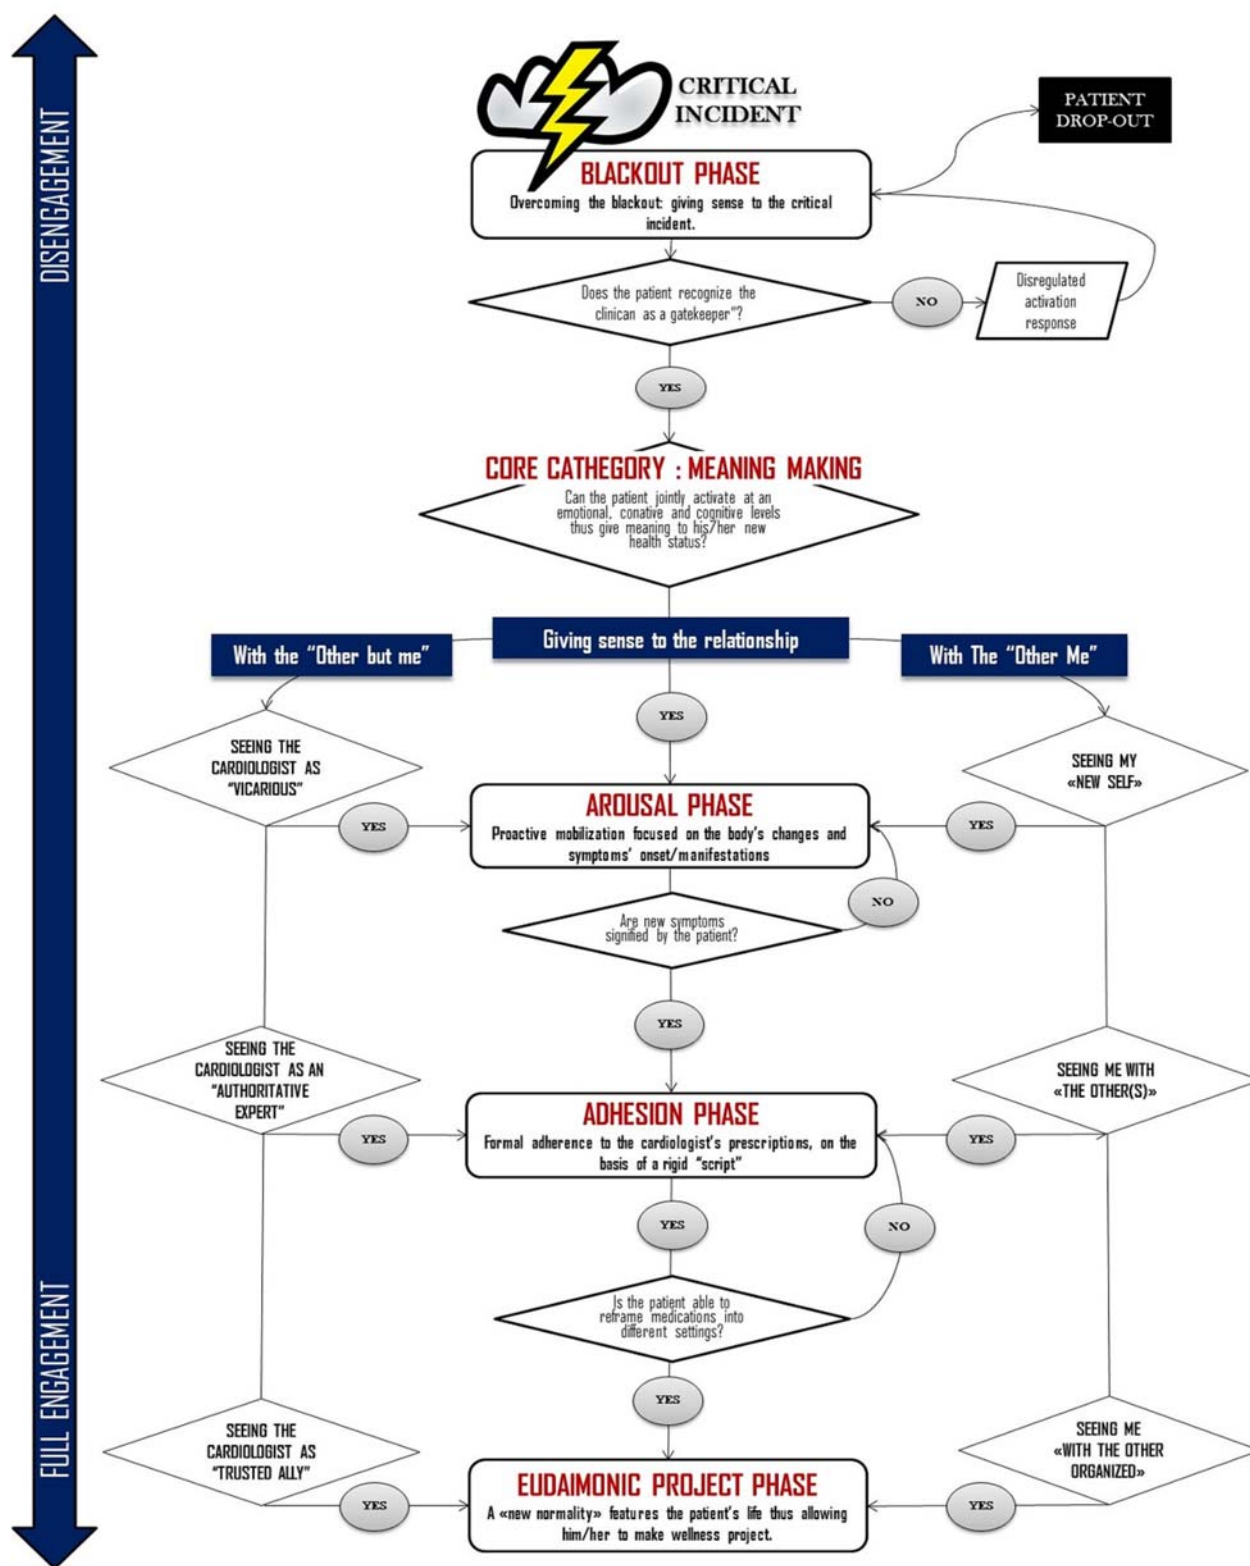 DISENGAGEMENT
FULL ENGAGEMENT
CRITICAL
INCIDENT
PATIENT
DROP-OUT
BLACKOUT PHASE
Overcoming the blackout: giving sense to the critical
incident.
Does the patient recognize the
clinican as a gatekeeper"?
NO
Disregulated
activation
response
YES
CORE CATHEGORY : MEANING MAKING
Can the patient jointly activate at an
emotional, conative and cognitive levels
thus give meaning to his/her new
health status?
With the "Other but me"
Giving sense to the relationship
With The "Other Me"
YES
SEEING THE
CARDIOLOGIST AS
"VICARIOUS"
SEEING MY
«NEW SELF»
YES
AROUSAL PHASE
Proactive mobilization focused on the body's changes and
symptoms' onset/manifestations
YES
NO
Are new symptoms
signified by the patient?
YES
SEEING THE
CARDIOLOGIST AS AN
"AUTHORITATIVE
EXPERT"
SEEING ME WITH
«THE OTHER(S)»
YES
ADHESION PHASE
Formal adherence to the cardiologist's prescriptions, on the
basis of a rigid "script"
YES
YES
NO
Is the patient able to
reframe medications into
different settings?
YES
SEEING THE
CARDIOLOGIST AS
"TRUSTED ALLY"
SEEING ME
«WITH THE OTHER
ORGANIZED»
YES
EUDAIMONIC PROJECT PHASE
A «new normality» features the patient's life thus allowing
him/her to make wellness project.
YES